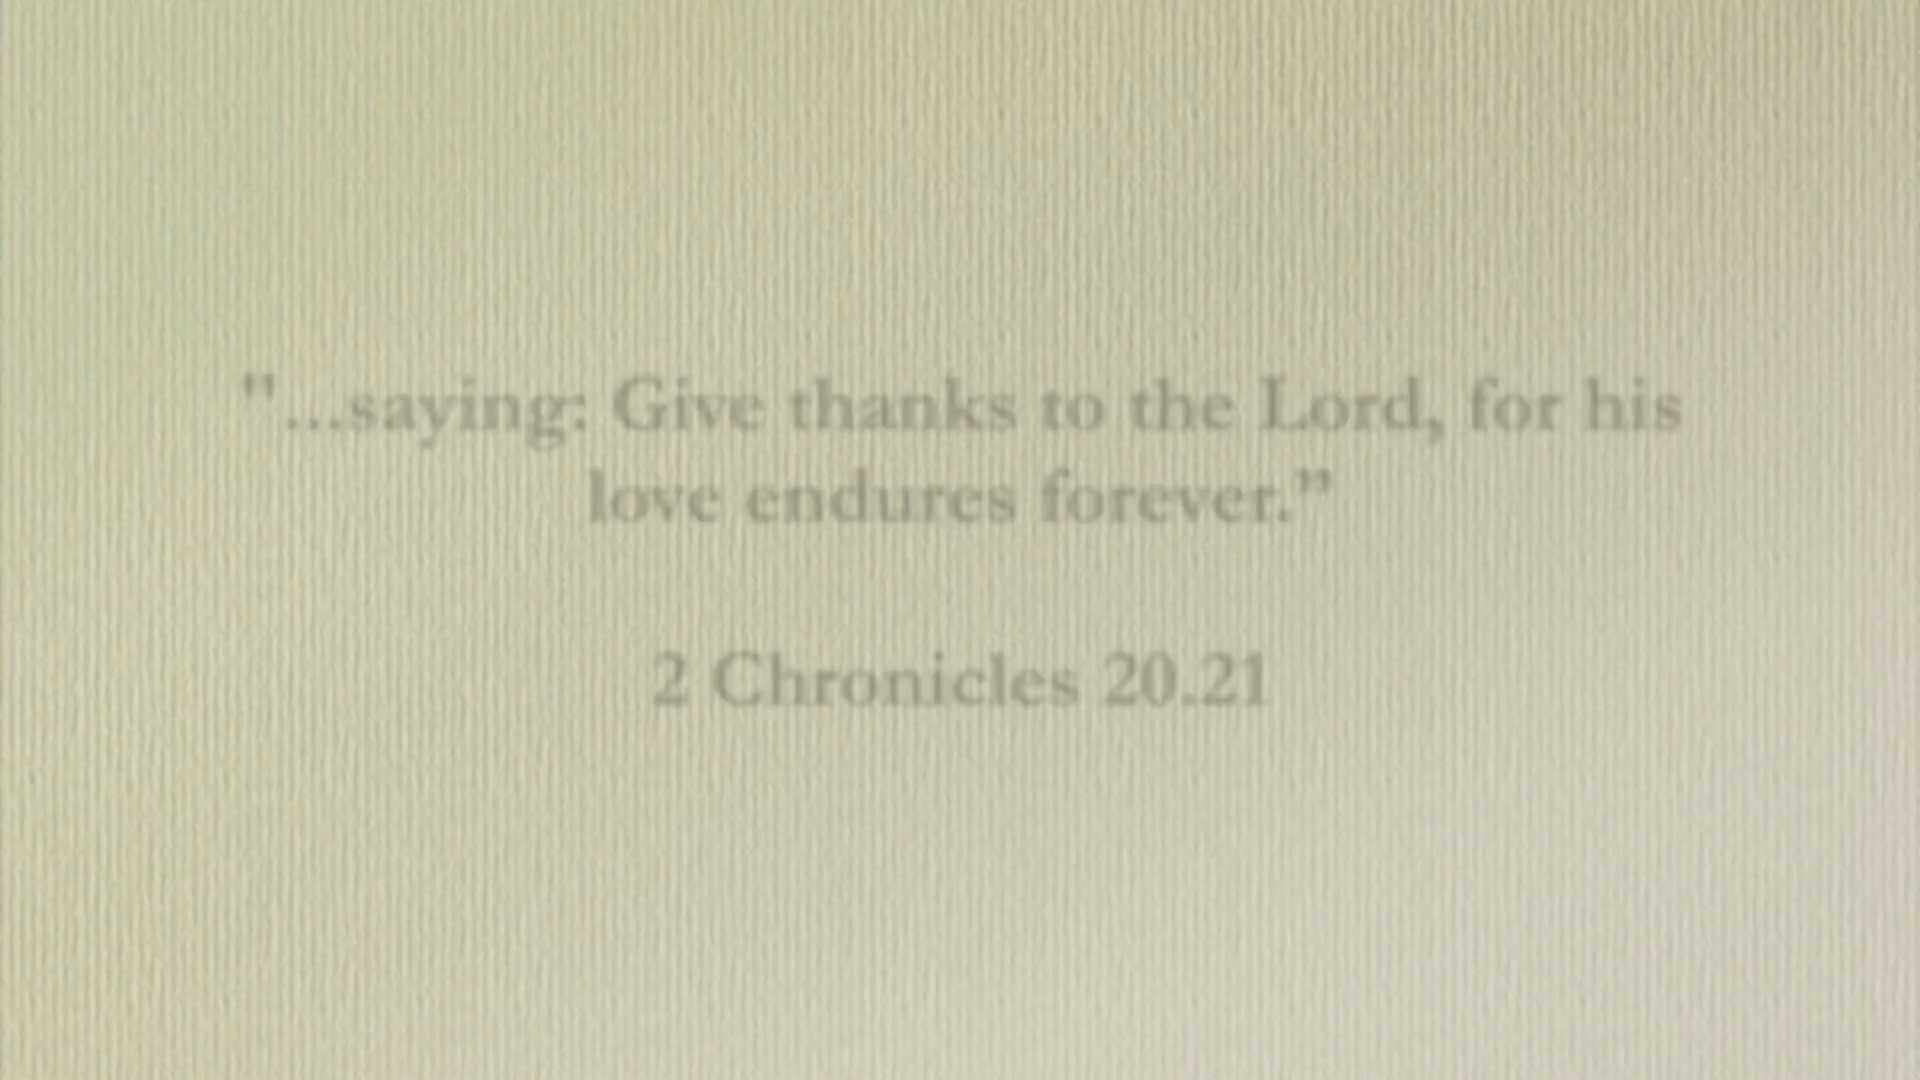 "...saying: Give thanks to the Lord, for his
love endures forever.”
2 Chronicles 20.21